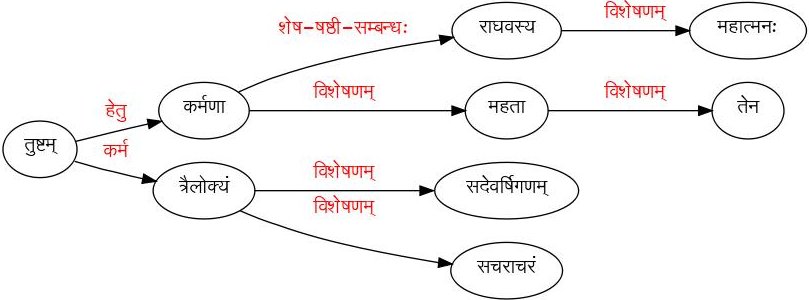 विशेषणम्
राघवस्य
महात्मनः
शेष-षष्ठी-सम्बन्धः
विशेषणम्
विशेषणम्
हेतु
कर्मणा
महता
तेन
तुष्टम्
कर्म
विशेषणम्
त्रैलोक्यं
सदेवर्षिगणम्
विशेषणम्
सचराचरं